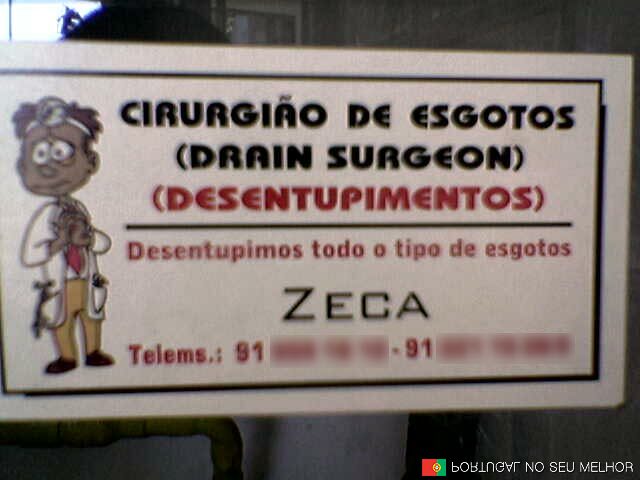 CIRURGIÃO DE ESGOTOS
(DRAIN SURGEON)
(DESENTUPIMENTOS)
Desentupimos todo o tipo de esgotos
ZECA
Telems.: 91 - 91
PORTUGAL NO SEU MELHOR